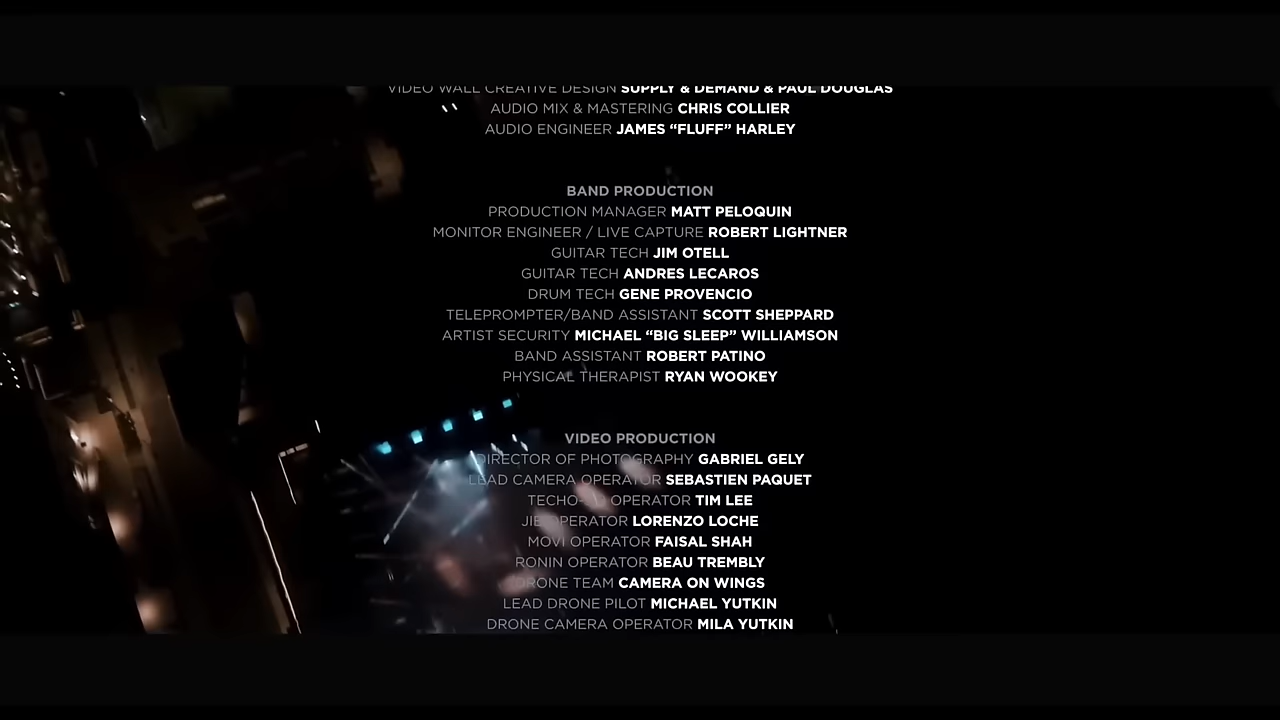 VIDEO WALL CREATIVE DESIGN SUPPLY & DEMAND & PAUL DOUGLAS
AUDIO MIX & MASTERING CHRIS COLLIER
AUDIO ENGINEER JAMES “FLUFF” HARLEY
BAND PRODUCTION
PRODUCTION MANAGER MATT PELOQUIN
MONITOR ENGINEER / LIVE CAPTURE ROBERT LIGHTNER
GUITAR TECH JIM OTELL
GUITAR TECH ANDRES LECAROS
DRUM TECH GENE PROVENCIO
TELEPROMPTER/BAND ASSISTANT SCOTT SHEPPARD
ARTIST SECURITY MICHAEL “BIG SLEEP” WILLIAMSON
BAND ASSISTANT ROBERT PATINO
PHYSICAL THERAPIST RYAN WOOKEY
VIDEO PRODUCTION
DIRECTOR OF PHOTOGRAPHY GABRIEL GELY
LEAD CAMERA OPERATOR SEBASTIEN PAQUET
OPERATOR TIM LEE
JIB OPERATOR LORENZO LOCHE
MOVI OPERATOR FAISAL SHAH
RONIN OPERATOR BEAU TREMBLY
DRONE TEAM CAMERA ON WINGS
LEAD DRONE PILOT MICHAEL YUTKIN
DRONE CAMERA OPERATOR MILA YUTKIN